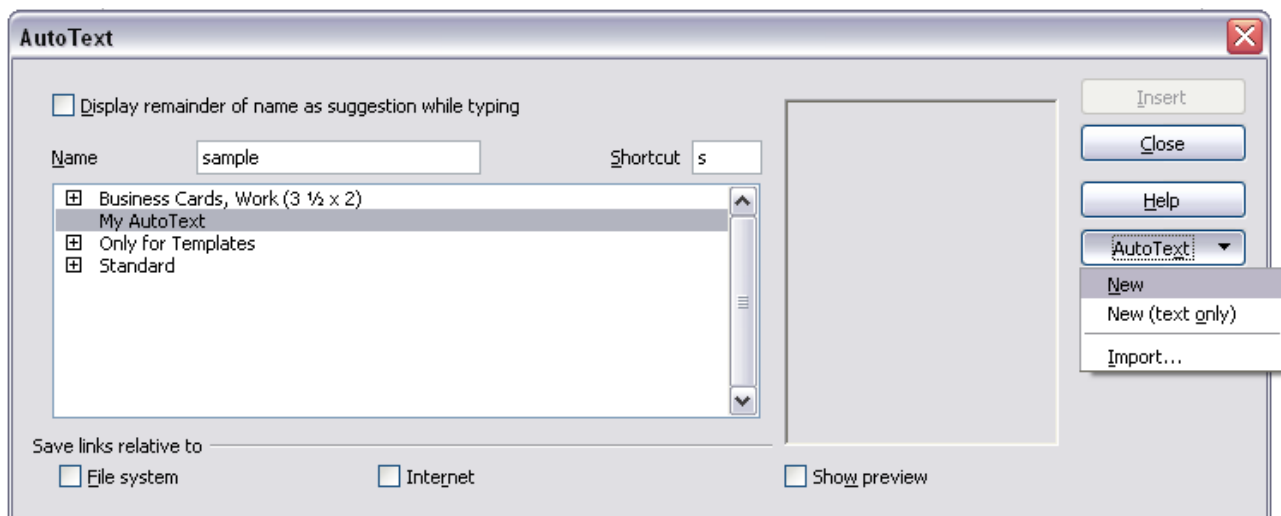 AutoText
Display remainder of name as suggestion while typing
Insert
Close
Name sample Shortcut s
Business Cards, Work (3 ½ x 2)
My AutoText
Only for Templates
Standard
Help
AutoText
New
New (text only)
Import...
Save links relative to
File system Internet Show preview